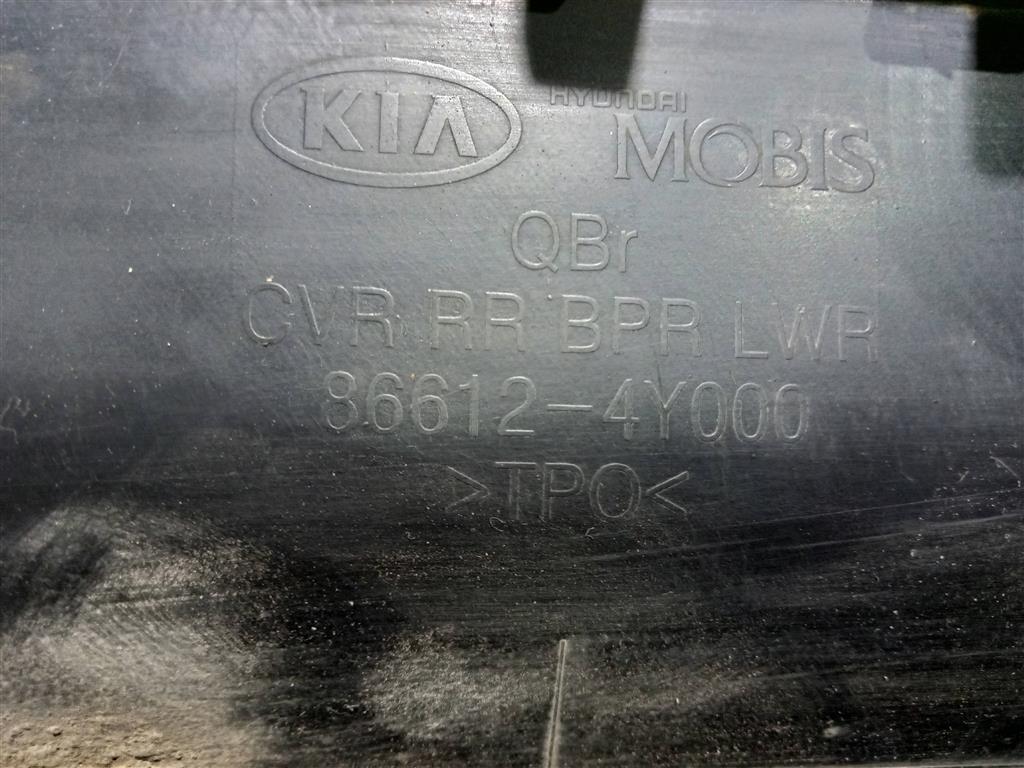 KIA HYUNDAI
MOBIS
QBr
CVR RR BPR LWR
86612-4Y000
>TPO<